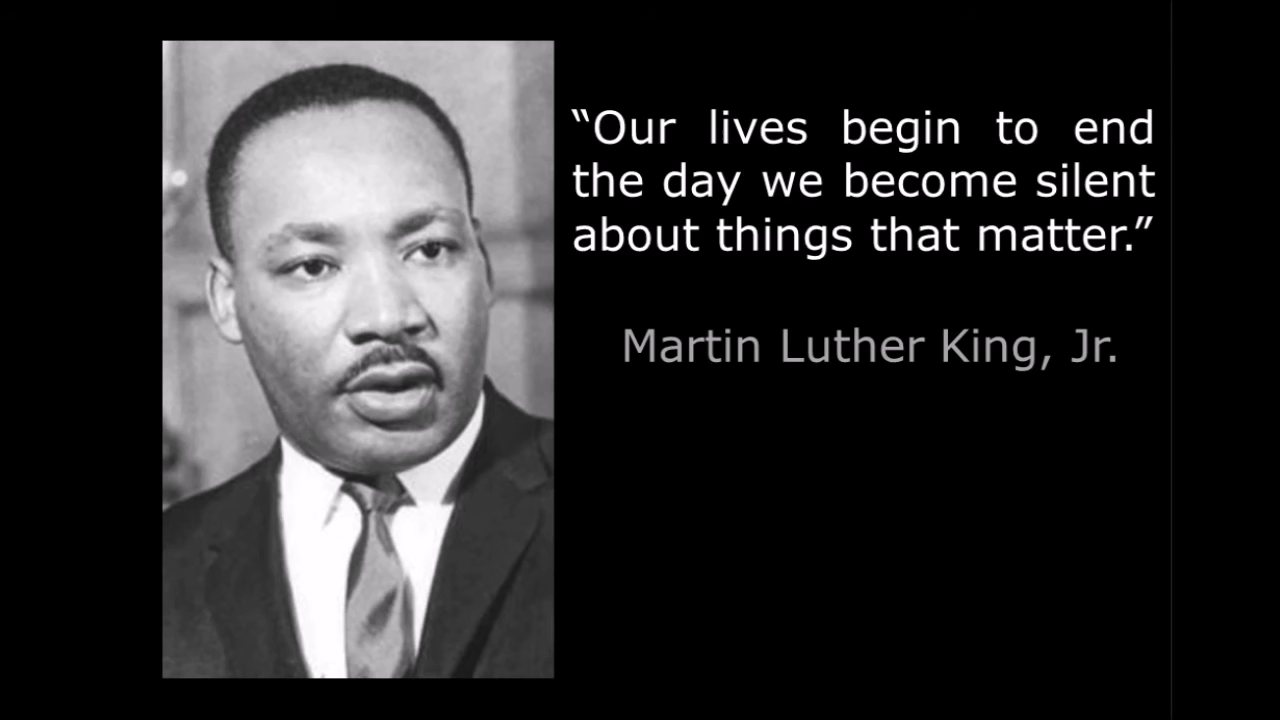 “Our lives begin to end
the day we become silent
about things that matter.”
Martin Luther King, Jr.